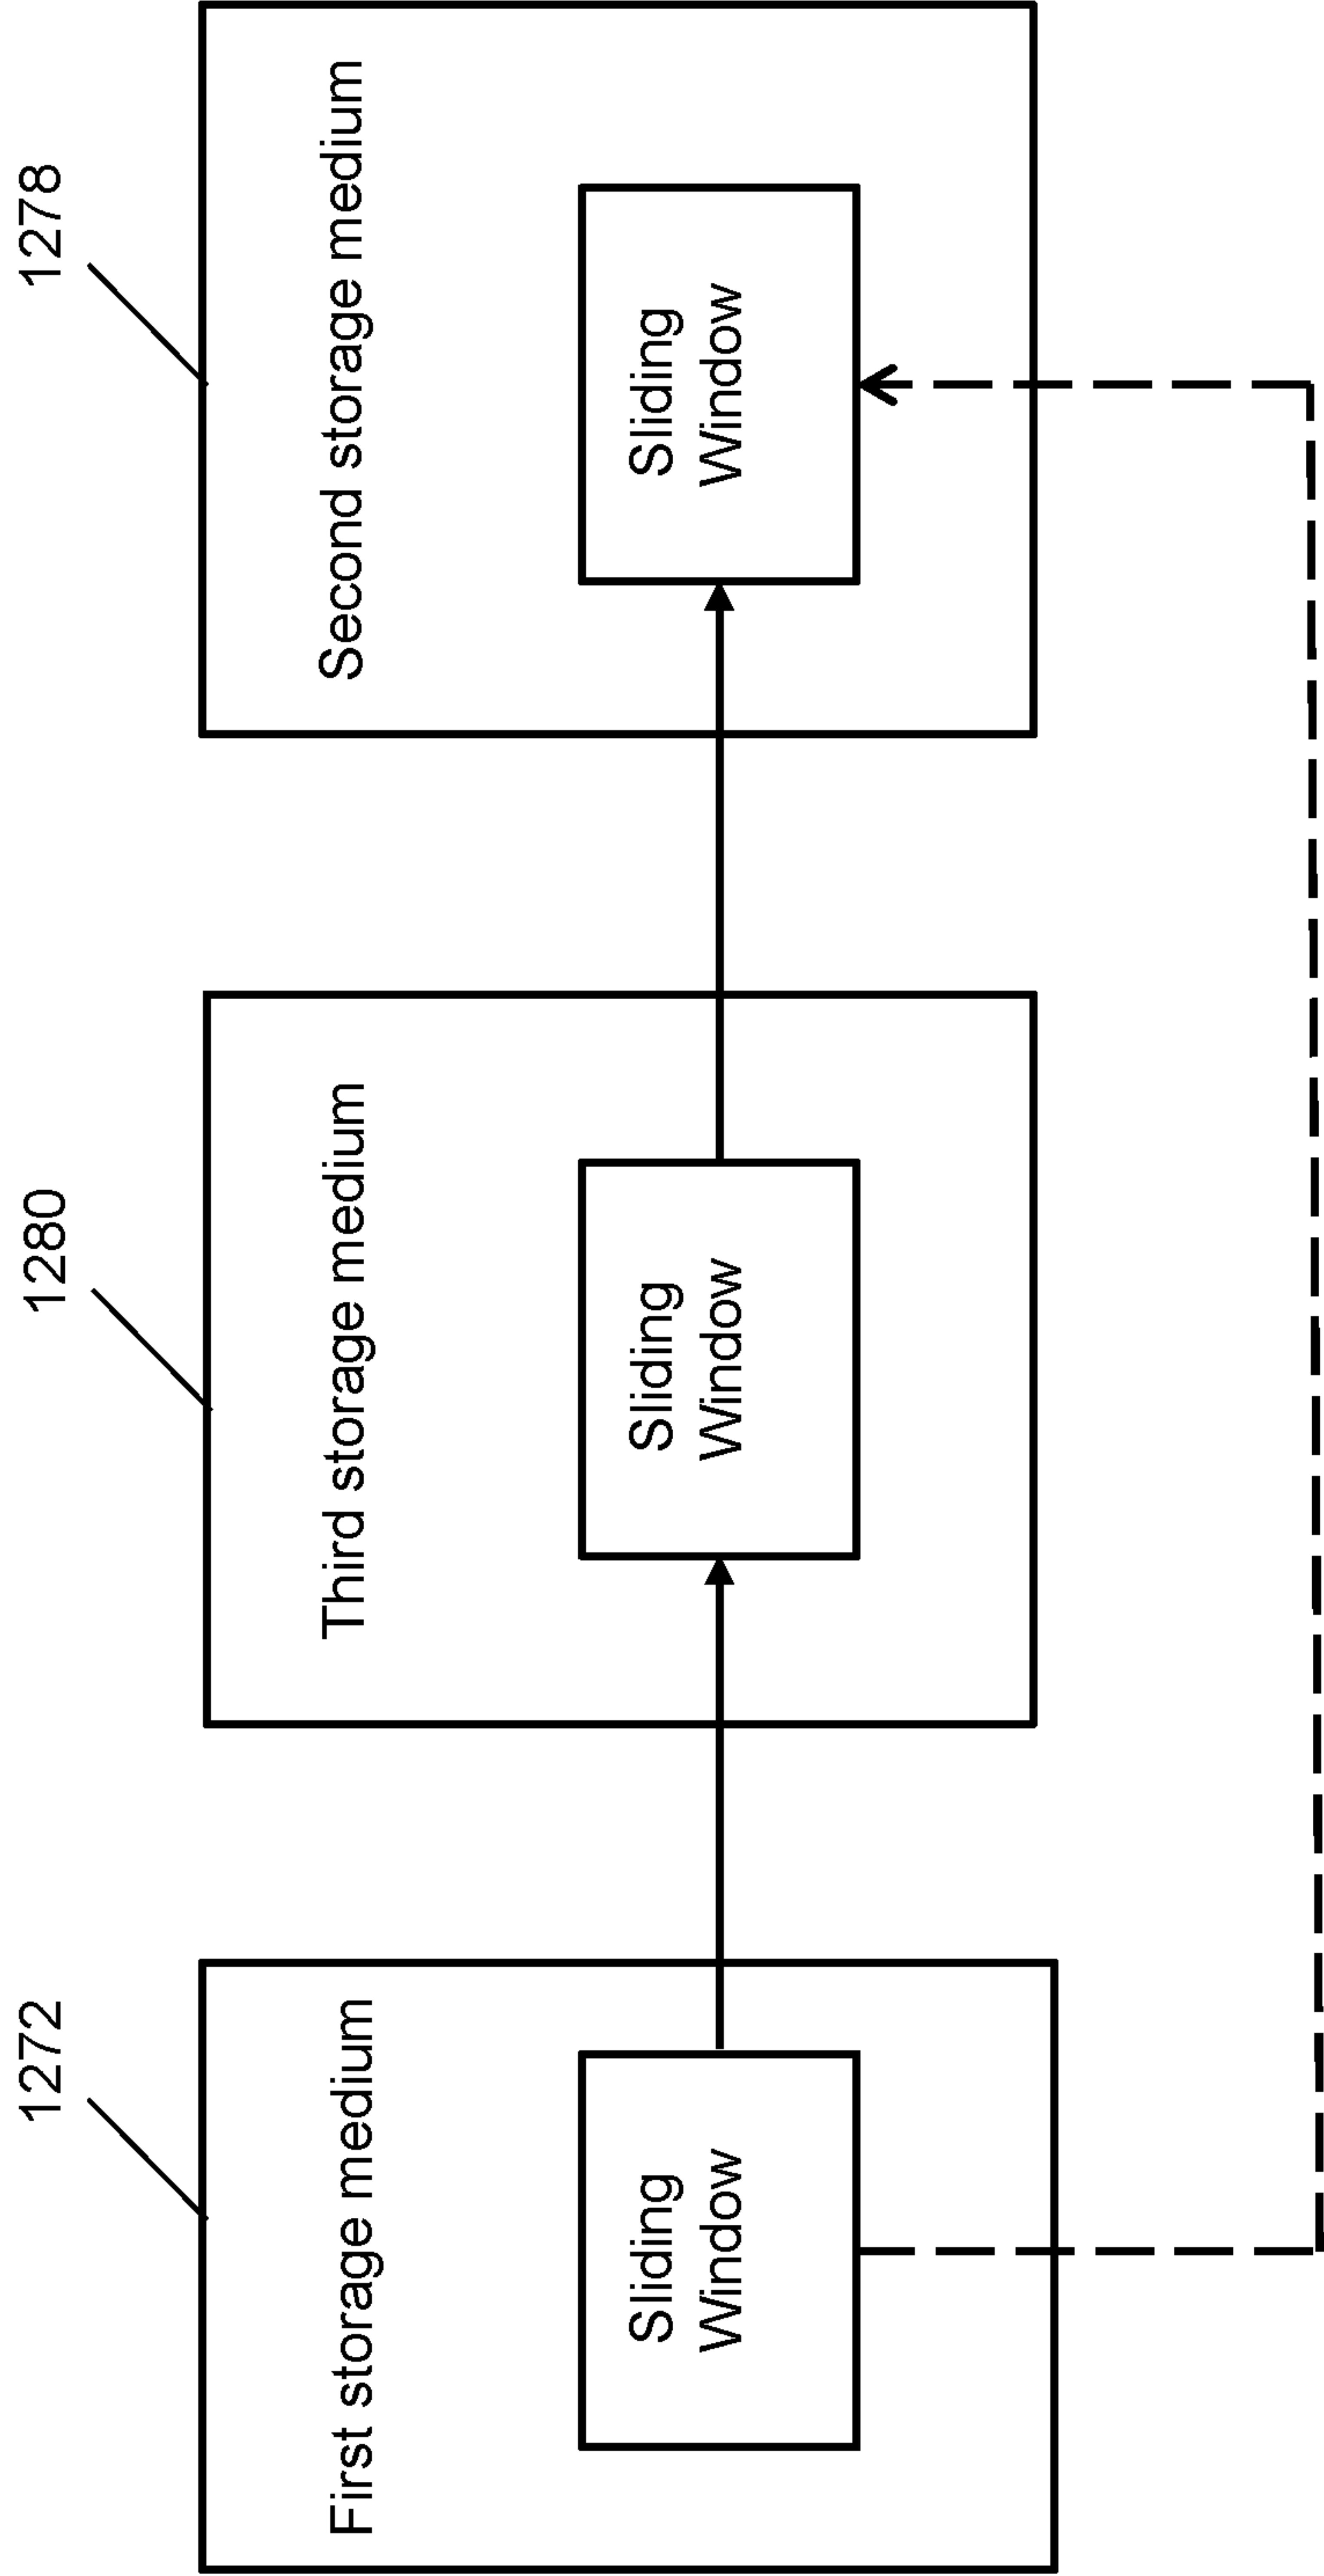 1272
First storage medium
Sliding
Window
1280
Third storage medium
Sliding
Window
1278
Second storage medium
Sliding
Window